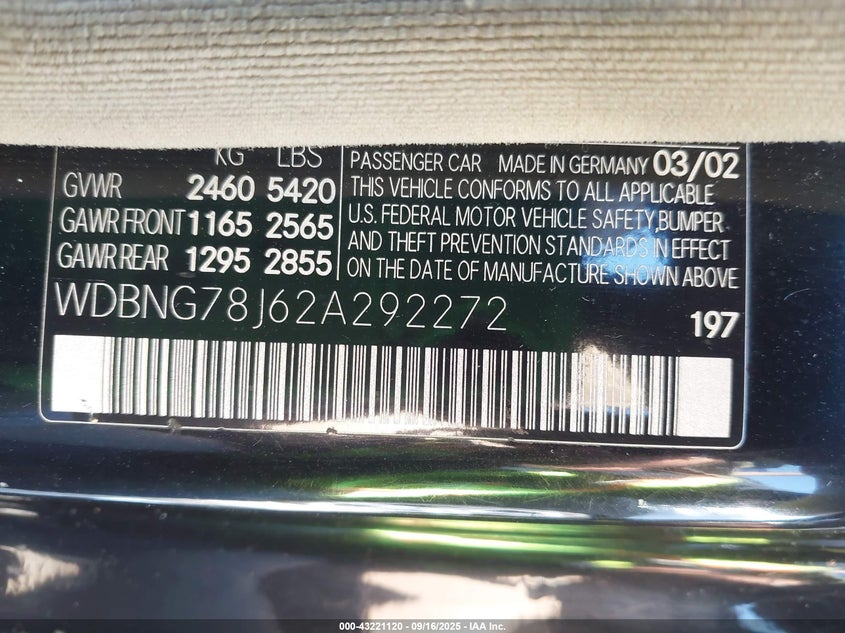 KG LBS
GVWR 2460 5420
GAWR FRONT 1165 2565
GAWR REAR 1295 2855
PASSENGER CAR MADE IN GERMANY 03/02
THIS VEHICLE CONFORMS TO ALL APPLICABLE
U.S. FEDERAL MOTOR VEHICLE SAFETY,BUMPER
AND THEFT PREVENTION STANDARDS IN EFFECT
ON THE DATE OF MANUFACTURE SHOWN ABOVE
WDBNG78J62A292272
197
000-43221120 - 09/16/2025 - IAA Inc.